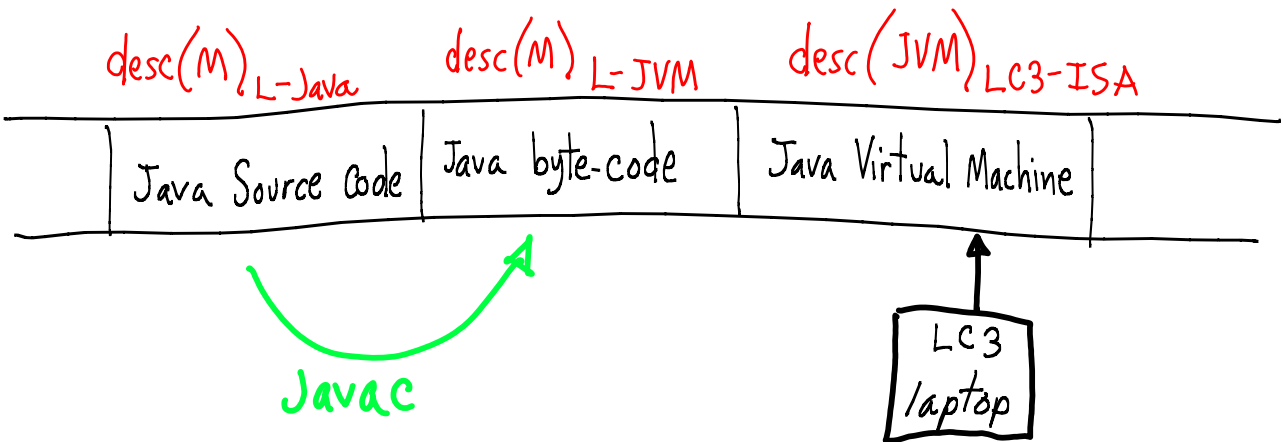 desc(M) L-Java desc(M) L-JVM desc(JVM) LC3-ISA
Java Source Code Java byte-code Java Virtual Machine
Javac
LC3
laptop